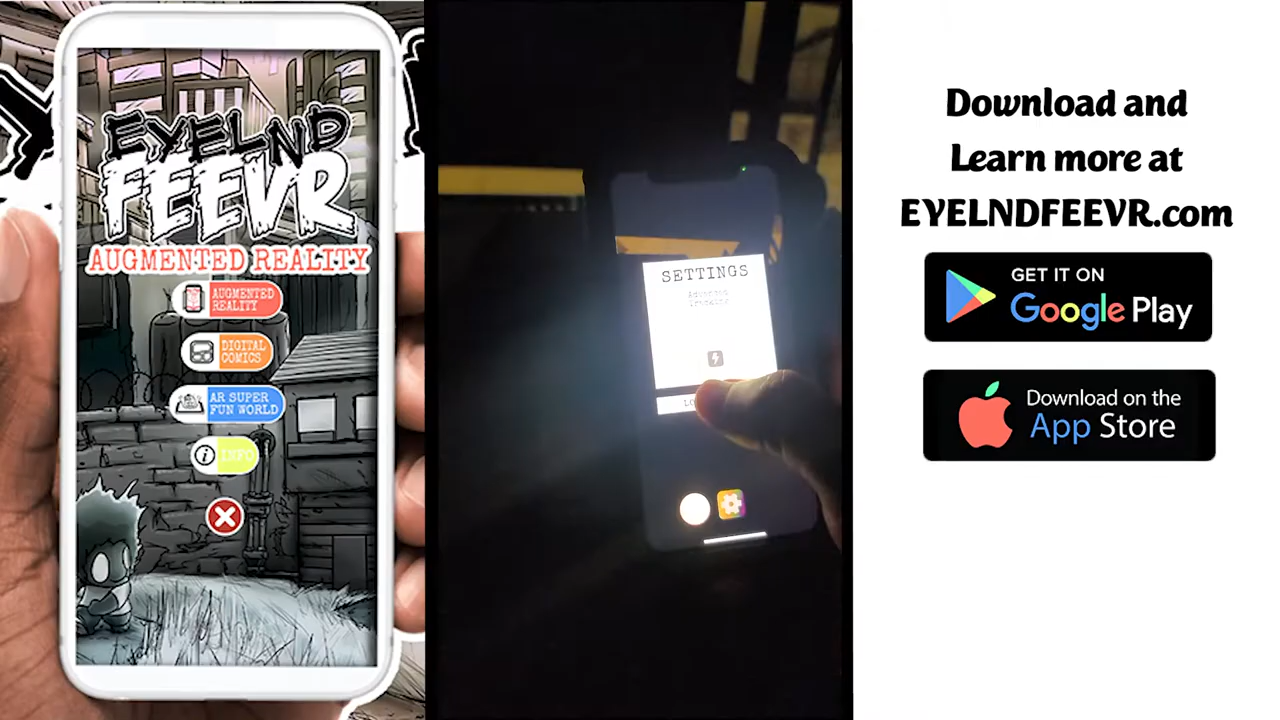 EYELND
FEEVR
AUGMENTED REALITY
AUGMENTED
REALITY
DIGITAL
COMICS
AR SUPER
FUN WORLD
INFO
SETTINGS
Advanced
Download and
Learn more at
EYELNDFEEVR.com
GET IT ON
Google Play
Download on the
App Store